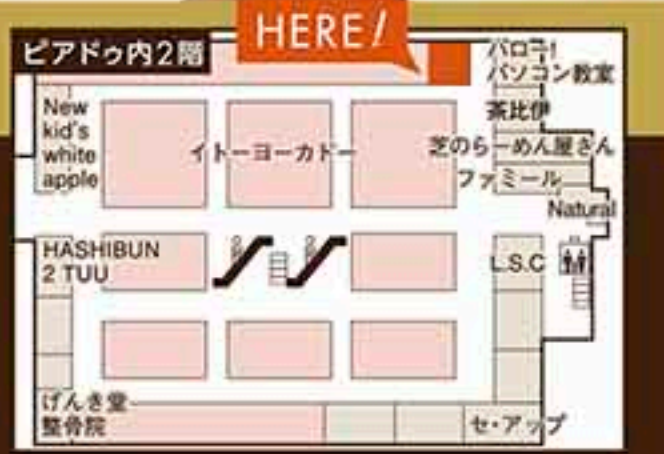 HERE!
ピアドゥ内2階
パロー!
パソコン教室
New
kid's
white
apple
茶比伊
イトーヨーカドー
芝のらーめん屋さん
ファミール
Natural
HASHIBUN
2 TUU
L.S.C
げんき堂
整骨院
セ・アップ